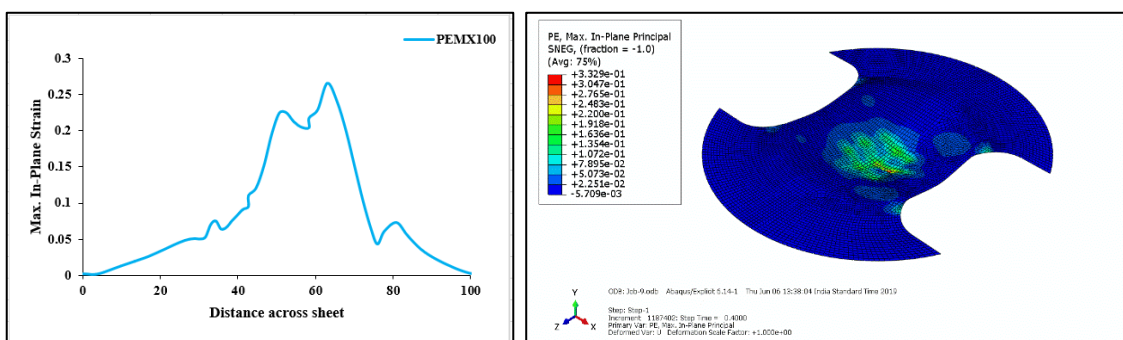 PEMX100
0.3
0.25
0.2
0.15
0.1
0.05
0
Max. In-Plane Strain
0 20 40 60 80 100
Distance across sheet
PE, Max. In-Plane Principal
SNEG, (fraction = -1.0)
(Avg: 75%)
+3.329e-01
+3.047e-01
+2.765e-01
+2.483e-01
+2.200e-01
+1.918e-01
+1.636e-01
+1.354e-01
+1.072e-01
+7.895e-02
+5.073e-02
+2.251e-02
-5.709e-03
Y
Z X
ODB: Job-9.odb Abaqus/Explicit 6.14-1 Thu Jun 06 13:38:04 India Standard Time 2019
Step: Step-1
Increment 1187402: Step Time = 0.4000
Primary Var: PE, Max. In-Plane Principal
Deformed Var: U Deformation Scale Factor: +1.000e+00